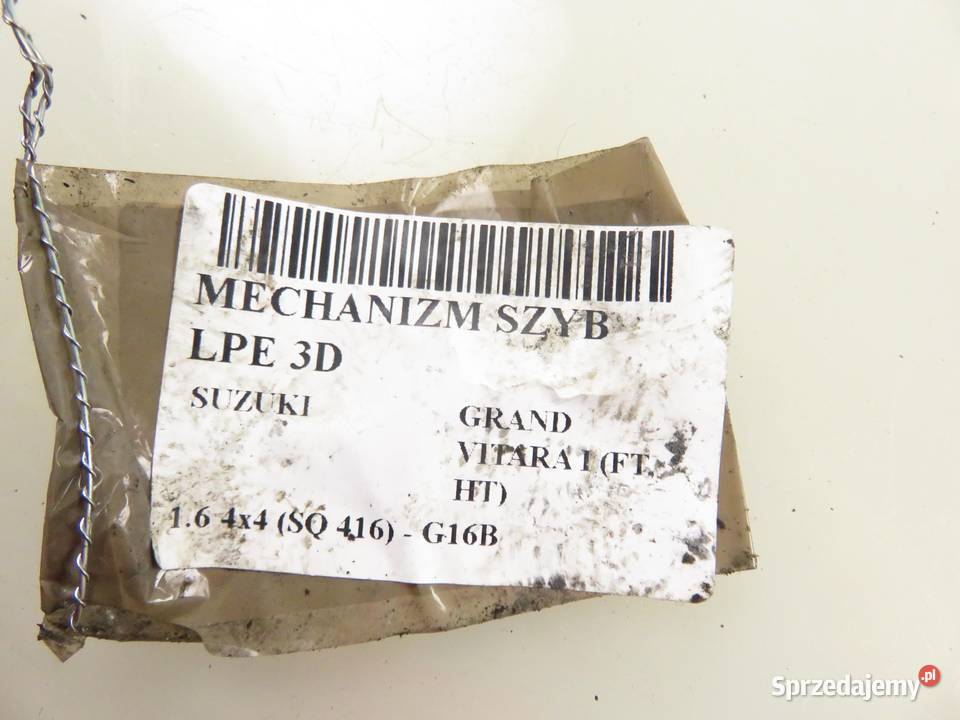 MECHANIZM SZYB
LPE 3D
SUZUKI
GRAND
VITARA I (FT,
HT)
1.6 4x4 (SQ 416) - G16B
Sprzedajemy.pl